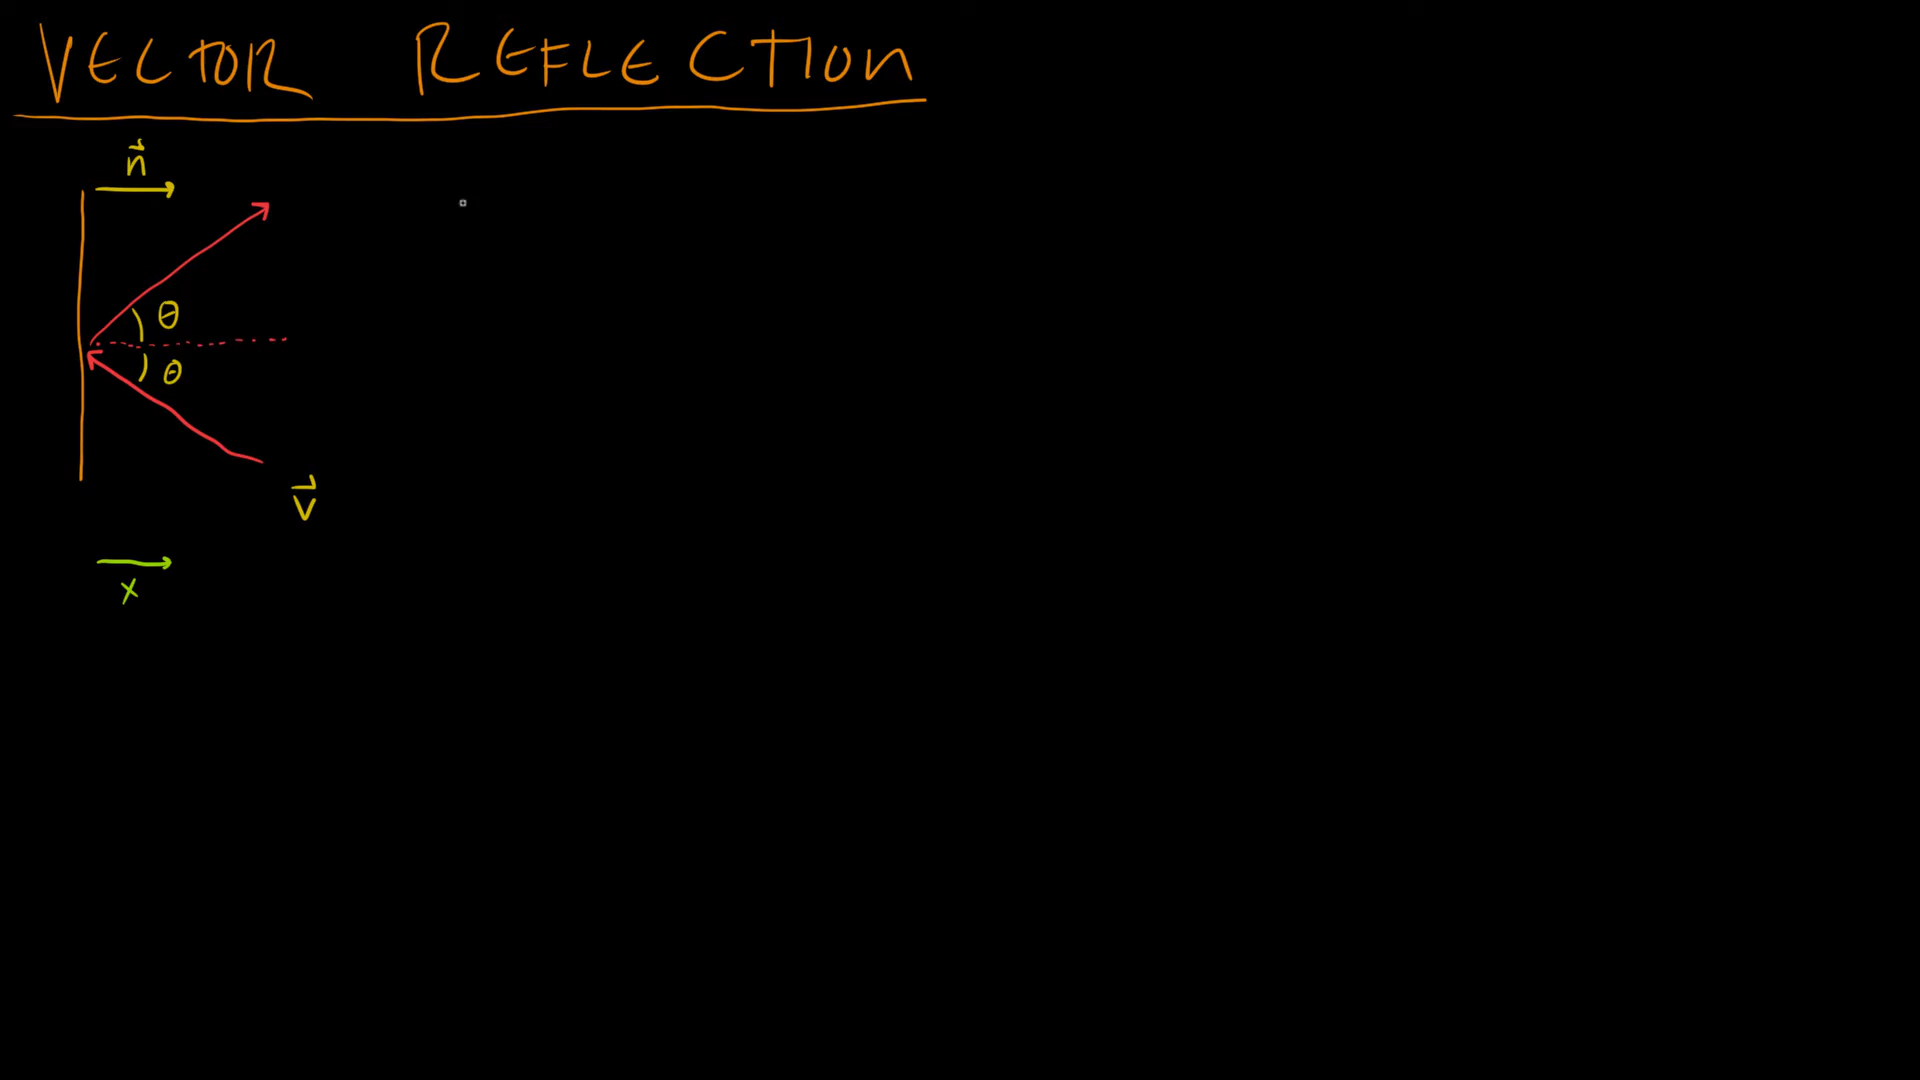 VECTOR REFLECTION
n⃗
θ
θ
v⃗
x